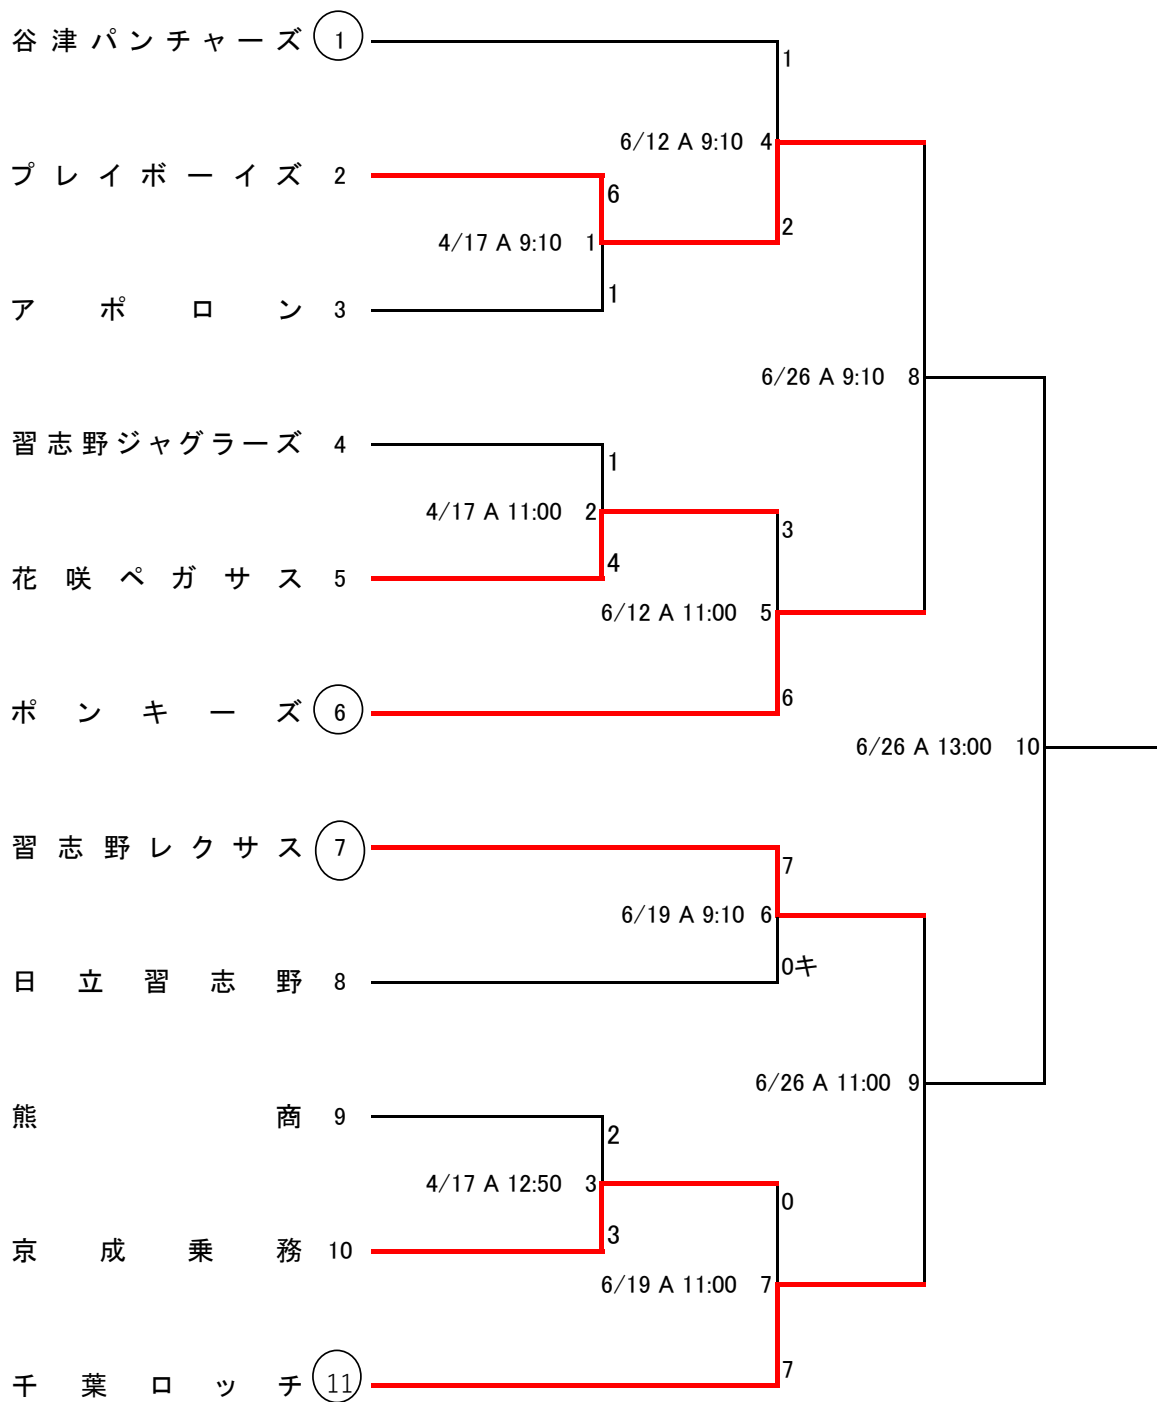 谷津パンチャーズ 1
1
6/12 A 9:10 4
プレイボーイズ 2
6
2
4/17 A 9:10 1
1
アポロン 3
6/26 A 9:10 8
習志野ジャグラーズ 4
1
4/17 A 11:00 2
3
4
花咲ペガサス 5
6/12 A 11:00 5
6
ポンキーズ 6
6/26 A 13:00 10
習志野レクサス 7
7
6/19 A 9:10 6
0キ
日立習志野 8
6/26 A 11:00 9
熊商 9
2
4/17 A 12:50 3
0
3
京成乗務 10
6/19 A 11:00 7
7
千葉ロッチ 11